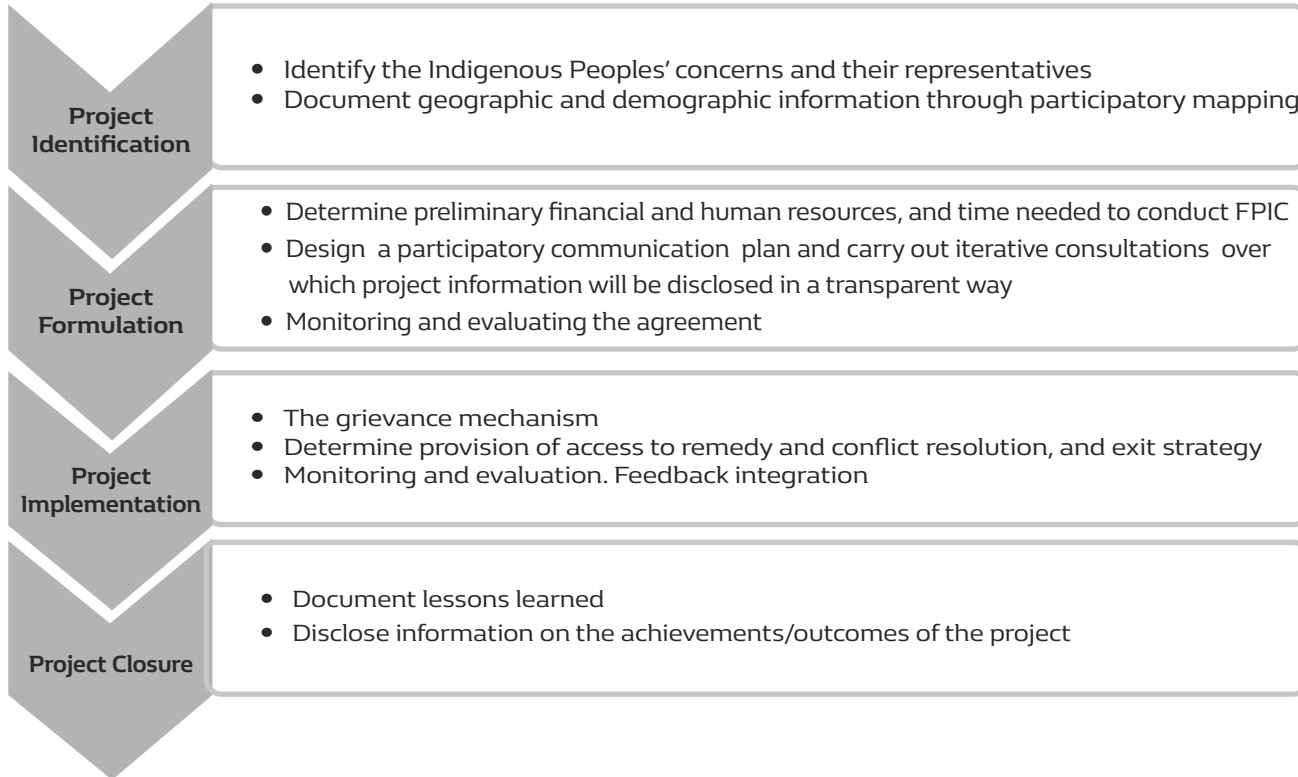 Project
Identification
• Identify the Indigenous Peoples’ concerns and their representatives
• Document geographic and demographic information through participatory mapping
Project
Formulation
• Determine preliminary financial and human resources, and time needed to conduct FPIC
• Design a participatory communication plan and carry out iterative consultations over
which project information will be disclosed in a transparent way
• Monitoring and evaluating the agreement
Project
Implementation
• The grievance mechanism
• Determine provision of access to remedy and conflict resolution, and exit strategy
• Monitoring and evaluation. Feedback integration
Project Closure
• Document lessons learned
• Disclose information on the achievements/outcomes of the project